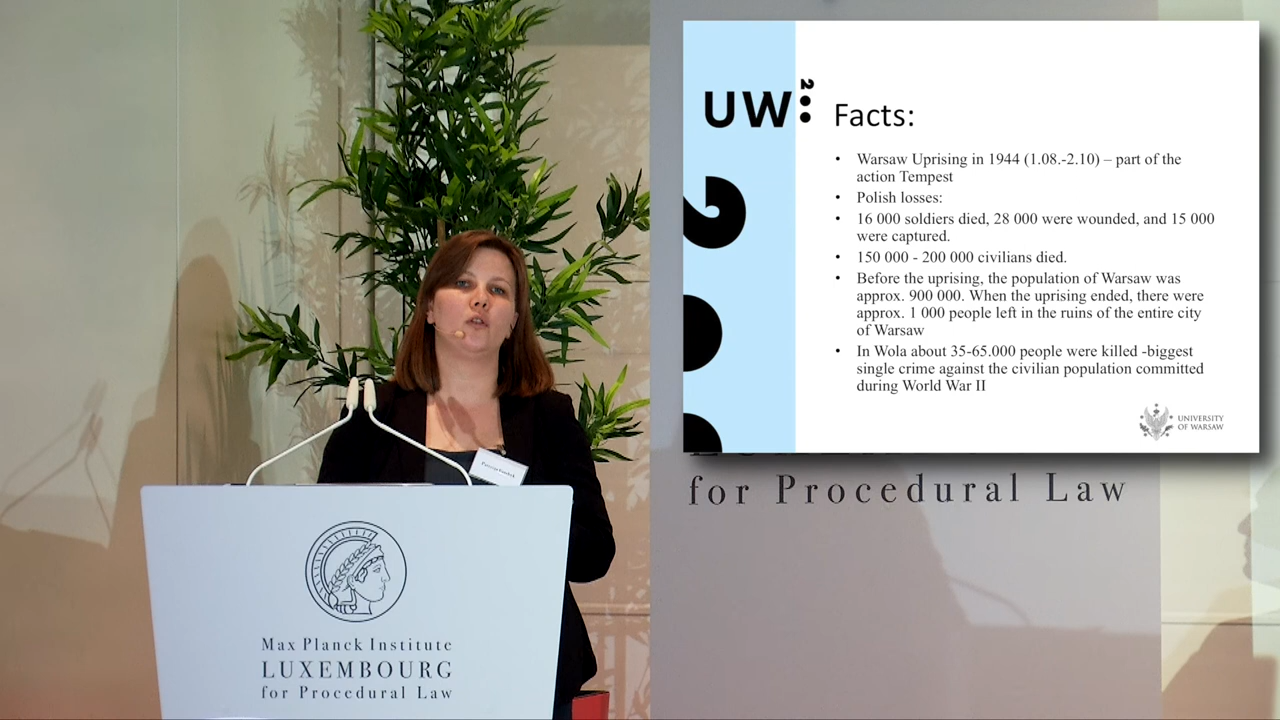 UW
2
Facts:
• Warsaw Uprising in 1944 (1.08.-2.10) – part of the
action Tempest
• Polish losses:
• 16 000 soldiers died, 28 000 were wounded, and 15 000
were captured.
• 150 000 - 200 000 civilians died.
• Before the uprising, the population of Warsaw was
approx. 900 000. When the uprising ended, there were
approx. 1 000 people left in the ruins of the entire city
of Warsaw
• In Wola about 35-65.000 people were killed -biggest
single crime against the civilian population committed
during World War II
UNIVERSITY
OF WARSAW
for Procedural Law
Max Planck Institute
LUXEMBOURG
for Procedural Law